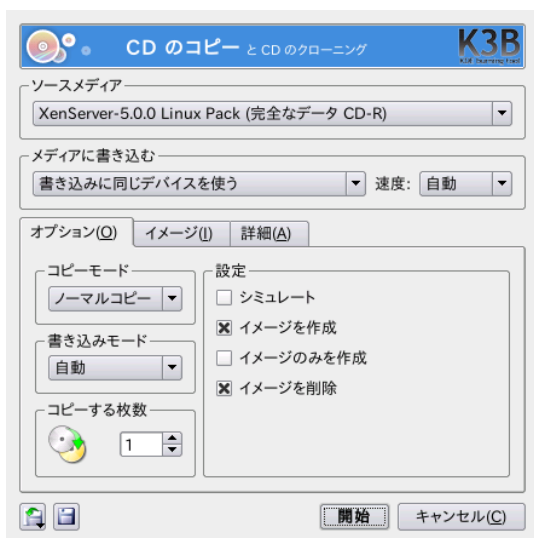 CD のコピー と CD のクローニング
K3B
ソースメディア
XenServer-5.0.0 Linux Pack (完全なデータ CD-R)
メディアに書き込む
書き込みに同じデバイスを使う 速度: 自動
オプション(O) イメージ(I) 詳細(A)
コピーモード
ノーマルコピー
書き込みモード
自動
コピーする枚数
1
設定
シミュレート
イメージを作成
イメージのみを作成
イメージを削除
開始 キャンセル(C)